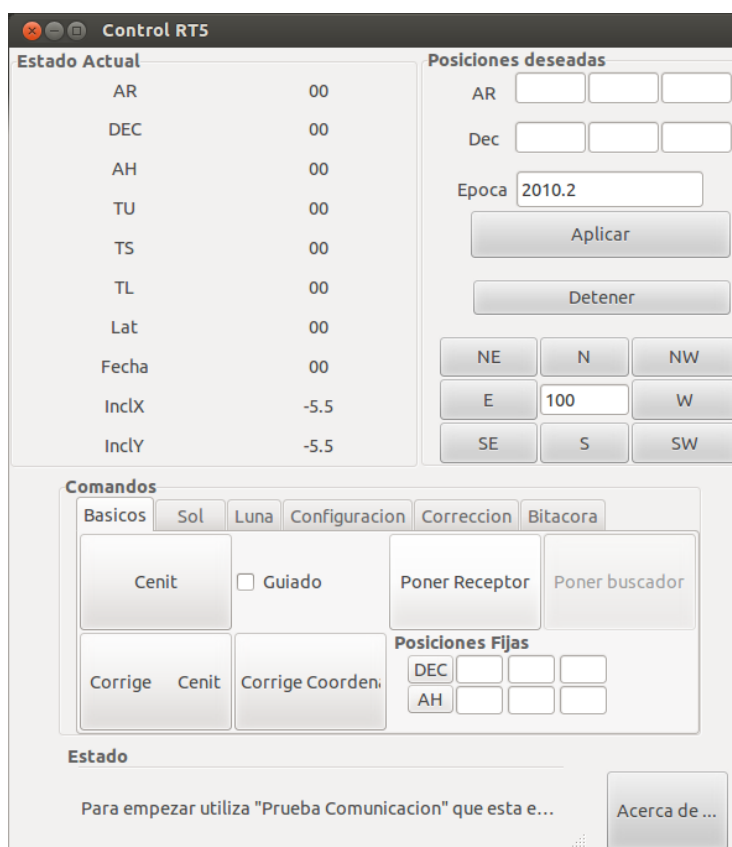 Control RT5
Estado Actual
AR 00
DEC 00
AH 00
TU 00
TS 00
TL 00
Lat 00
Fecha 00
InclX -5.5
InclY -5.5
Posiciones deseadas
AR
Dec
Epoca 2010.2
Aplicar
Detener
NE N NW
E 100 W
SE S SW
Comandos
Basicos Sol Luna Configuracion Correccion Bitacora
Cenit Guiado Poner Receptor Poner buscador
Corrige Cenit Corrige Coordena
Posiciones Fijas
DEC
AH
Estado
Para empezar utiliza "Prueba Comunicacion" que esta e...
Acerca de ...